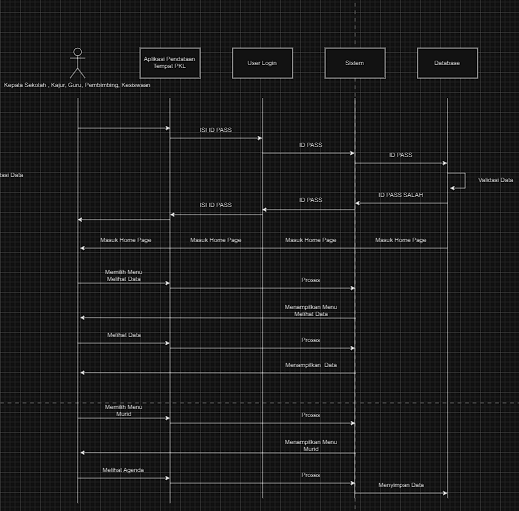 Aplikasi Pendataan
Tempat PKL
User Login
Sistem
Database
Kepala Sekolah , Kajur, Guru, Pembimbing, Kesiswaan
ISI ID PASS
ID PASS
ID PASS
Data
Validasi Data
ID PASS SALAH
ISI ID PASS
ID PASS
Masuk Home Page
Masuk Home Page
Masuk Home Page
Masuk Home Page
Memilih Menu
Melihat Data
Proses
Menampilkan Menu
Melihat Data
Melihat Data
Proses
Menampilkan Data
Memilih Menu
Murid
Proses
Menampilkan Menu
Murid
Melihat Agenda
Proses
Menyimpan Data